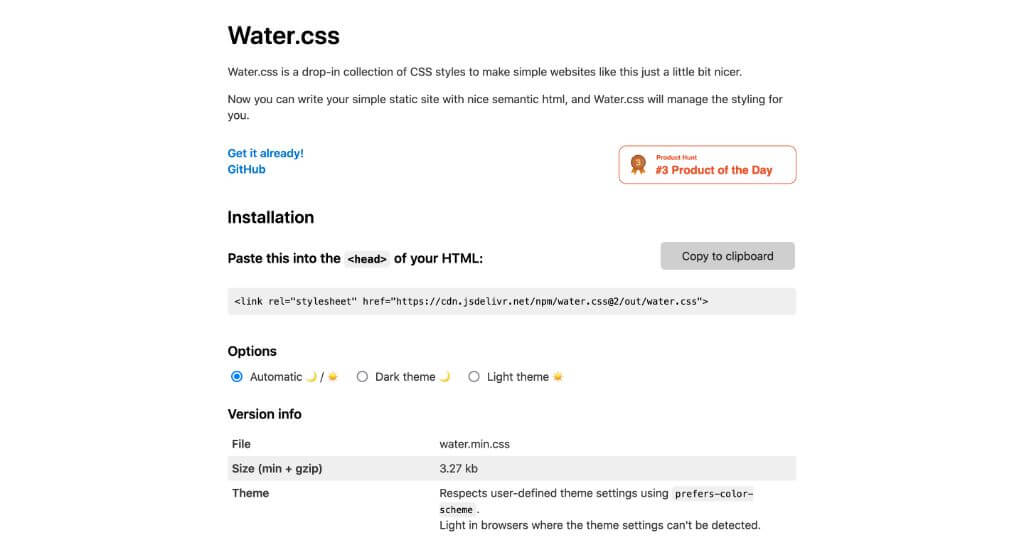 Water.css
Water.css is a drop-in collection of CSS styles to make simple websites like this just a little bit nicer.
Now you can write your simple static site with nice semantic html, and Water.css will manage the styling for
you.
Get it already!
GitHub
3
Product Hunt
#3 Product of the Day
Installation
Paste this into the <head> of your HTML:
Copy to clipboard
<link rel="stylesheet" href="https://cdn.jsdelivr.net/npm/water.css@2/out/water.css">
Options
Automatic 🌙 / ☀️ Dark theme 🌙 Light theme ☀️
Version info
File water.min.css
Size (min + gzip) 3.27 kb
Theme Respects user-defined theme settings using prefers-color-
scheme .
Light in browsers where the theme settings can't be detected.